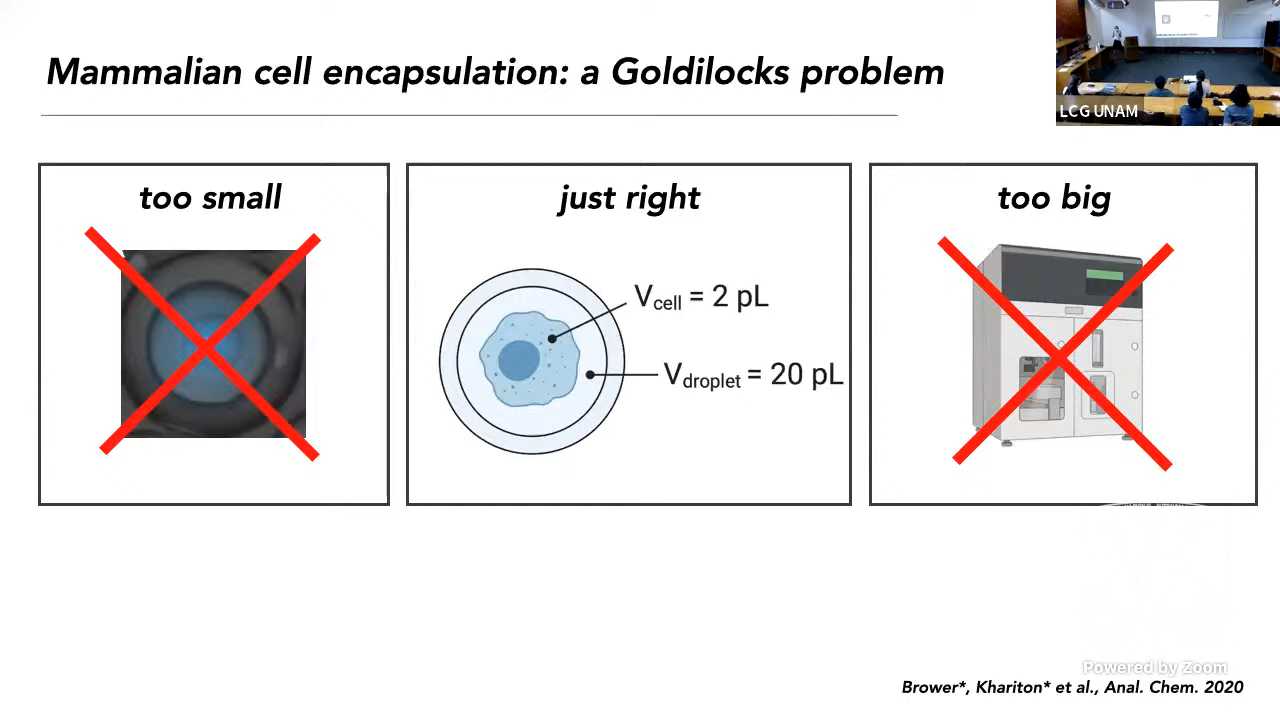 Mammalian cell encapsulation: a Goldilocks problem
LCG UNAM
too small
just right
too big
Vcell = 2 pL
Vdroplet = 20 pL
Powered by Zoom
Brower*, Khariton* et al., Anal. Chem. 2020